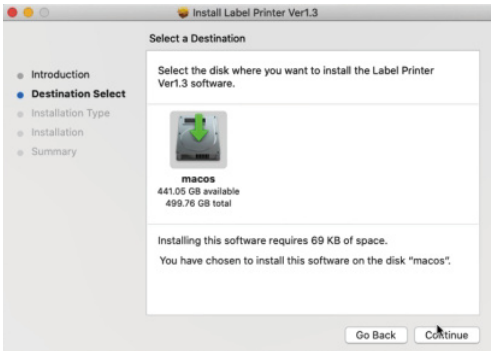 Install Label Printer Ver1.3
Select a Destination
Introduction
Destination Select
Installation Type
Installation
Summary
Select the disk where you want to install the Label Printer
Ver1.3 software.
macos
441.05 GB available
499.76 GB total
Installing this software requires 69 KB of space.
You have chosen to install this software on the disk “macos”.
Go Back
Continue